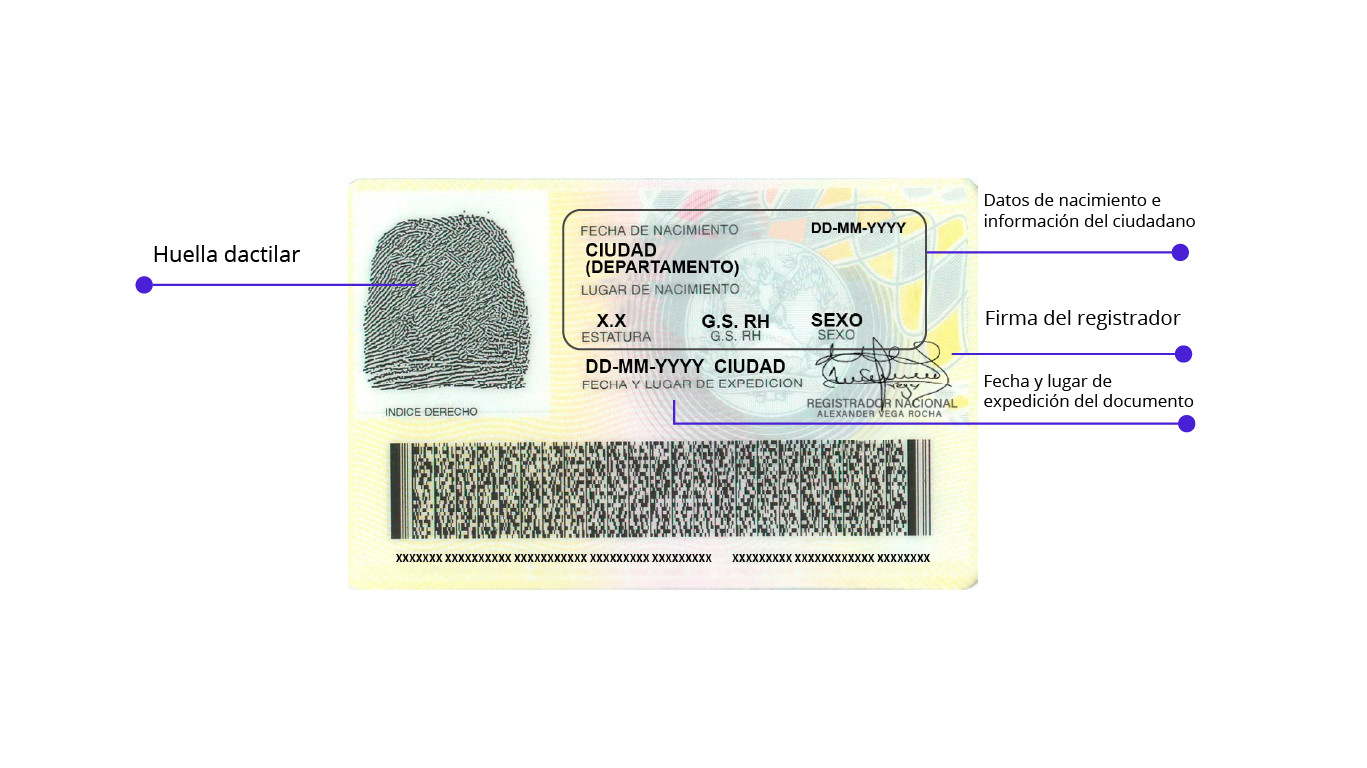 Huella dactilar
INDICE DERECHO
FECHA DE NACIMIENTO DD-MM-YYYY
CIUDAD
(DEPARTAMENTO)
LUGAR DE NACIMIENTO
X.X G.S. RH SEXO
ESTATURA G.S. RH SEXO
DD-MM-YYYY CIUDAD
FECHA Y LUGAR DE EXPEDICION
REGISTRADOR NACIONAL
ALEXANDER VEGA ROCHA
XXXXXXX XXXXXXXXXX XXXXXXXXXXX XXXXXXXXX XXXXXXXXX XXXXXXXXX XXXXXXXXXXXX XXXXXXXX
Datos de nacimiento e
información del ciudadano
Firma del registrador
Fecha y lugar de
expedición del documento